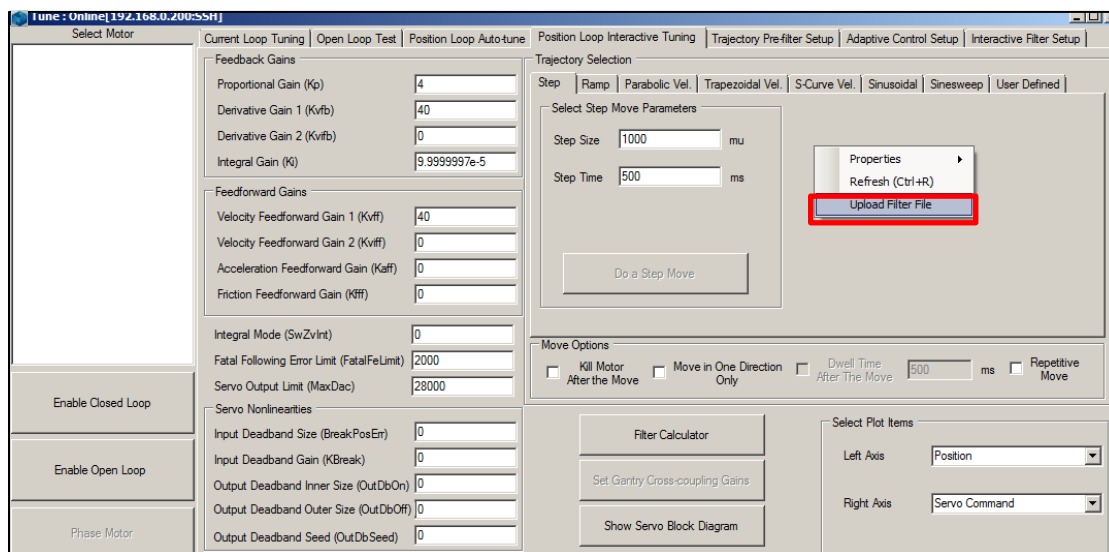 Tune : Online[192.168.0.200:SSH]
Select Motor
Current Loop Tuning
Open Loop Test
Position Loop Auto-tune
Position Loop Interactive Tuning
Trajectory Pre-filter Setup
Adaptive Control Setup
Interactive Filter Setup
Feedback Gains
Proportional Gain (Kp) 4
Derivative Gain 1 (Kvfb) 40
Derivative Gain 2 (Kvifb) 0
Integral Gain (Ki) 9.9999997e-5
Feedforward Gains
Velocity Feedforward Gain 1 (Kvff) 40
Velocity Feedforward Gain 2 (Kviff) 0
Acceleration Feedforward Gain (Kaff) 0
Friction Feedforward Gain (Kfff) 0
Integral Mode (SwZvInt) 0
Fatal Following Error Limit (FatalFeLimit) 2000
Servo Output Limit (MaxDac) 28000
Servo Nonlinearities
Input Deadband Size (BreakPosErr) 0
Input Deadband Gain (KBreak) 0
Output Deadband Inner Size (OutDbOn) 0
Output Deadband Outer Size (OutDbOff) 0
Output Deadband Seed (OutDbSeed) 0
Enable Closed Loop
Enable Open Loop
Phase Motor
Trajectory Selection
Step
Ramp
Parabolic Vel.
Trapezoidal Vel.
S-Curve Vel.
Sinusoidal
Sinesweep
User Defined
Select Step Move Parameters
Step Size 1000 mu
Step Time 500 ms
Do a Step Move
Properties
Refresh (Ctrl+R)
Upload Filter File
Move Options
Kill Motor
After the Move
Move in One Direction
Only
Dwell Time
After The Move
500 ms
Repetitive
Move
Filter Calculator
Set Gantry Cross-coupling Gains
Show Servo Block Diagram
Select Plot Items
Left Axis Position
Right Axis Servo Command